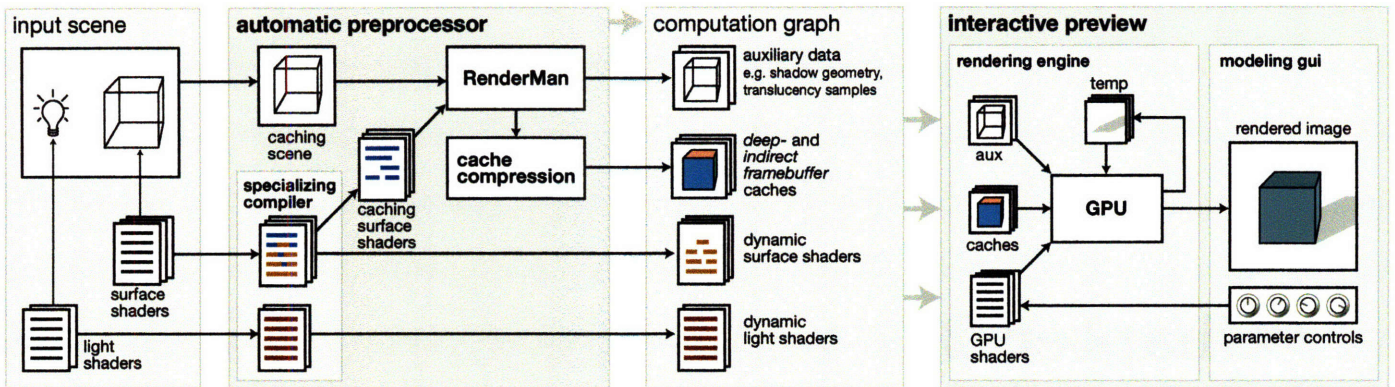 input scene
surface
shaders
light
shaders
automatic preprocessor
caching
scene
RenderMan
cache
compression
specializing
compiler
caching
surface
shaders
computation graph
auxiliary data
e.g. shadow geometry,
translucency samples
deep- and
indirect
framebuffer
caches
dynamic
surface shaders
dynamic
light shaders
interactive preview
rendering engine
temp
aux
caches
GPU
GPU
shaders
modeling gui
rendered image
parameter controls